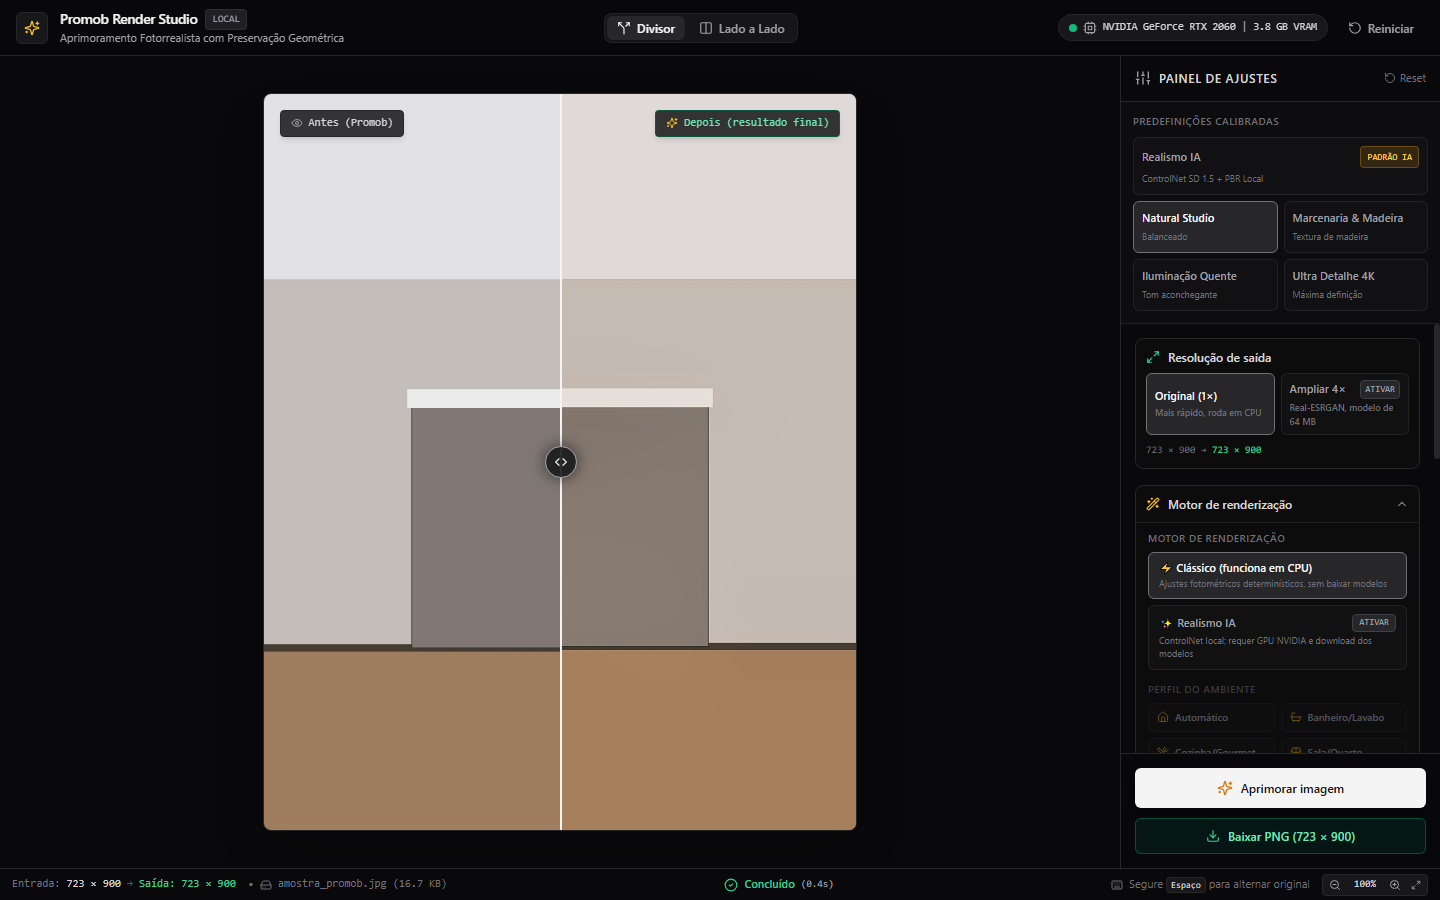 Promob Render Studio LOCAL
Aprimoramento Fotorrealista com Preservação Geométrica
Divisor
Lado a Lado
NVIDIA GeForce RTX 2060 | 3.8 GB VRAM
Reiniciar
Antes (Promob)
Depois (resultado final)
PAINEL DE AJUSTES
Reset
PREDEFINIÇÕES CALIBRADAS
Realismo IA
PADRÃO IA
ControlNet SD 1.5 + PBR Local
Natural Studio
Balanceado
Marcenaria & Madeira
Textura de madeira
Iluminação Quente
Tom aconchegante
Ultra Detalhe 4K
Máxima definição
Resolução de saída
Original (1×)
Mais rápido, roda em CPU
Ampliar 4×
ATIVAR
Real-ESRGAN, modelo de
64 MB
723 × 900 → 723 × 900
Motor de renderização
MOTOR DE RENDERIZAÇÃO
Clássico (funciona em CPU)
Ajustes fotométricos determinísticos, sem baixar modelos
Realismo IA
ATIVAR
ControlNet local; requer GPU NVIDIA e download dos
modelos
PERFIL DO AMBIENTE
Automático
Banheiro/Lavabo
Cozinha/Gourmet
Sala/Quarto
Aprimorar imagem
Baixar PNG (723 × 900)
Entrada: 723 × 900 → Saída: 723 × 900 • amostra_promob.jpg (16.7 KB)
Concluído (0.4s)
Segure Espaço para alternar original
100%